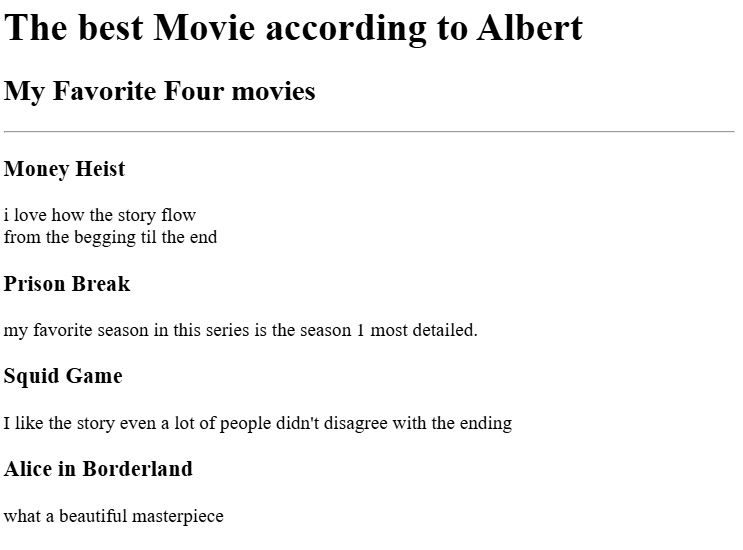 The best Movie according to Albert
My Favorite Four movies
Money Heist
i love how the story flow
from the begging til the end
Prison Break
my favorite season in this series is the season 1 most detailed.
Squid Game
I like the story even a lot of people didn't disagree with the ending
Alice in Borderland
what a beautiful masterpiece